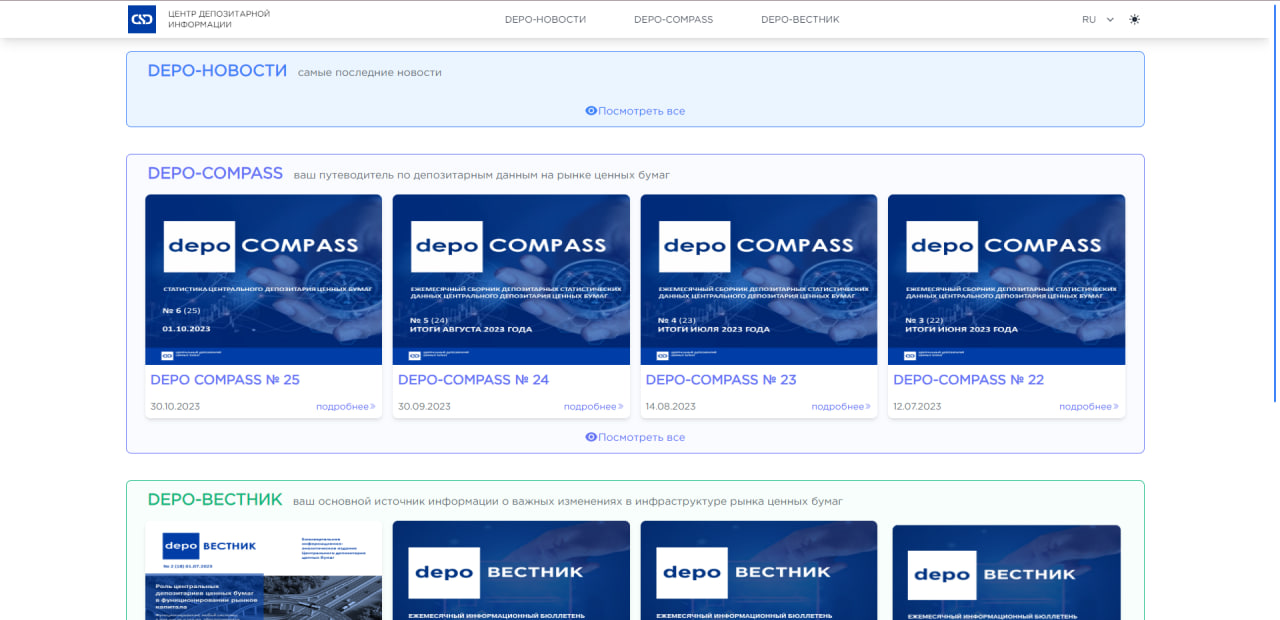 CSD ЦЕНТР ДЕПОЗИТАРНОЙ
ИНФОРМАЦИИ
DEPO-НОВОСТИ DEPO-COMPASS DEPO-ВЕСТНИК RU
DEPO-НОВОСТИ самые последние новости
Посмотреть все
DEPO-COMPASS ваш путеводитель по депозитарным данным на рынке ценных бумаг
depo COMPASS
СТАТИСТИКА ЦЕНТРАЛЬНОГО ДЕПОЗИТАРИЯ ЦЕННЫХ БУМАГ
№ 6 (25)
01.10.2023
DEPO COMPASS № 25
30.10.2023 подробнее»
depo COMPASS
ЕЖЕМЕСЯЧНЫЙ СБОРНИК ДЕПОЗИТАРНЫХ СТАТИСТИЧЕСКИХ
ДАННЫХ ЦЕНТРАЛЬНОГО ДЕПОЗИТАРИЯ ЦЕННЫХ БУМАГ
№ 5 (24)
ИТОГИ АВГУСТА 2023 ГОДА
DEPO-COMPASS № 24
30.09.2023 подробнее»
depo COMPASS
ЕЖЕМЕСЯЧНЫЙ СБОРНИК ДЕПОЗИТАРНЫХ СТАТИСТИЧЕСКИХ
ДАННЫХ ЦЕНТРАЛЬНОГО ДЕПОЗИТАРИЯ ЦЕННЫХ БУМАГ
№ 4 (23)
ИТОГИ ИЮЛЯ 2023 ГОДА
DEPO-COMPASS № 23
14.08.2023 подробнее»
depo COMPASS
ЕЖЕМЕСЯЧНЫЙ СБОРНИК ДЕПОЗИТАРНЫХ СТАТИСТИЧЕСКИХ
ДАННЫХ ЦЕНТРАЛЬНОГО ДЕПОЗИТАРИЯ ЦЕННЫХ БУМАГ
№ 3 (22)
ИТОГИ ИЮНЯ 2023 ГОДА
DEPO-COMPASS № 22
12.07.2023 подробнее»
Посмотреть все
DEPO-ВЕСТНИК ваш основной источник информации о важных изменениях в инфраструктуре рынка ценных бумаг
depo ВЕСТНИК
Роль центральных
депозитариев ценных бумаг
в функционировании рынков
капитала
depo ВЕСТНИК
ЕЖЕМЕСЯЧНЫЙ ИНФОРМАЦИОННЫЙ БЮЛЛЕТЕНЬ
depo ВЕСТНИК
ЕЖЕМЕСЯЧНЫЙ ИНФОРМАЦИОННЫЙ БЮЛЛЕТЕНЬ
depo ВЕСТНИК
ЕЖЕМЕСЯЧНЫЙ ИНФОРМАЦИОННЫЙ БЮЛЛЕТЕНЬ